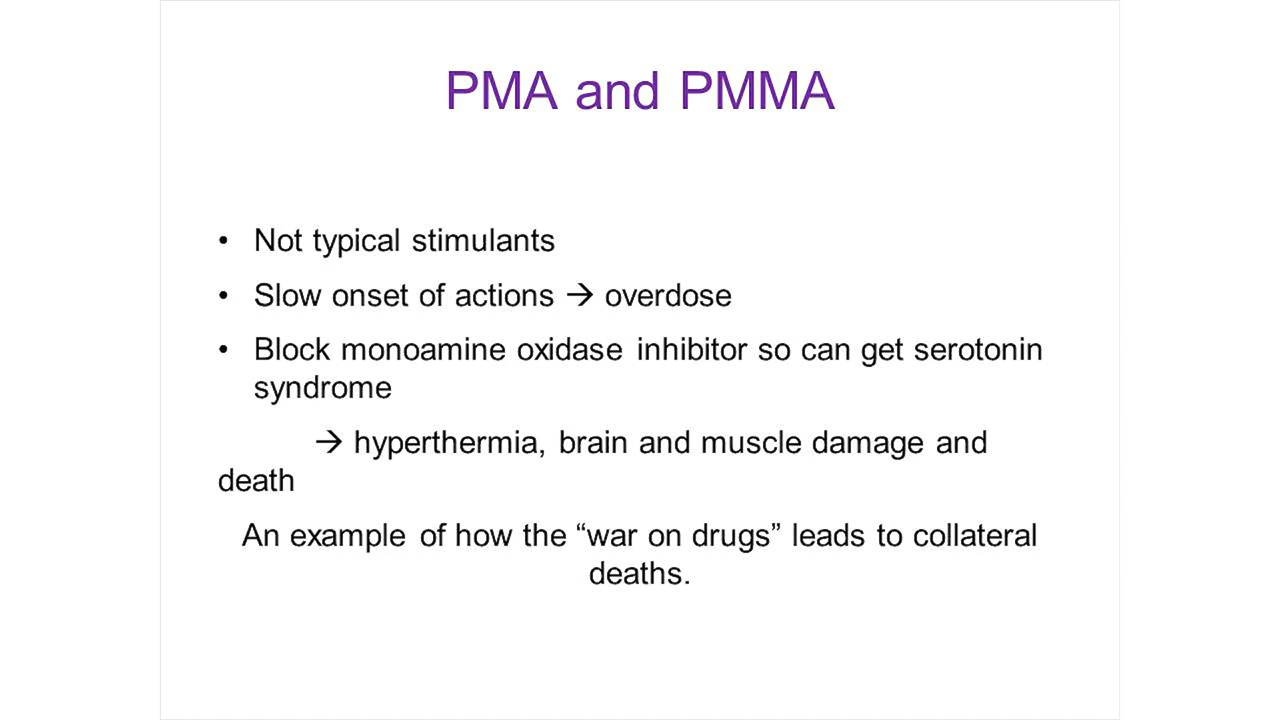 PMA and PMMA
• Not typical stimulants
• Slow onset of actions → overdose
• Block monoamine oxidase inhibitor so can get serotonin
syndrome
→ hyperthermia, brain and muscle damage and
death
An example of how the “war on drugs” leads to collateral
deaths.